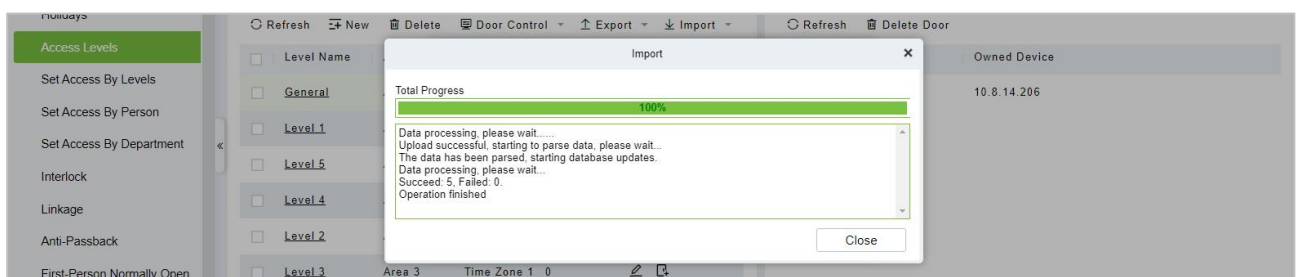 Holidays
Access Levels
Set Access By Levels
Set Access By Person
Set Access By Department
Interlock
Linkage
Anti-Passback
First-Person Normally Open
Refresh New Delete Door Control Export Import
Level Name
General
Level 1
Level 5
Level 4
Level 2
Level 3 Area 3 Time Zone 1 0
Import
Total Progress
100%
Data processing, please wait......
Upload successful, starting to parse data, please wait...
The data has been parsed, starting database updates.
Data processing, please wait...
Succeed: 5, Failed: 0.
Operation finished
Close
Refresh Delete Door
Owned Device
10.8.14.206